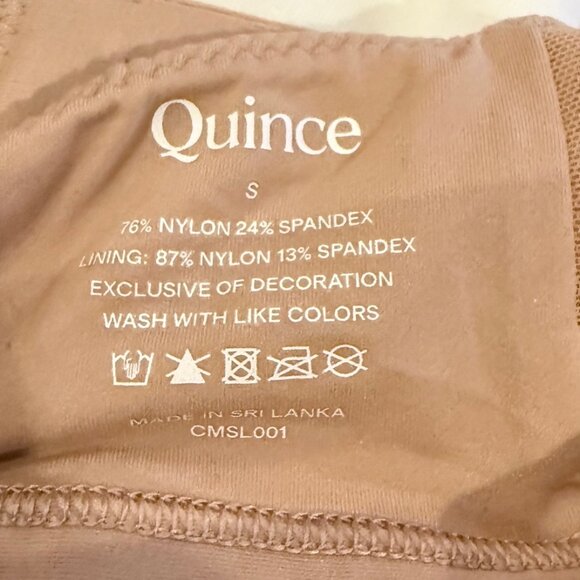 Quince
S
76% NYLON 24% SPANDEX
LINING: 87% NYLON 13% SPANDEX
EXCLUSIVE OF DECORATION
WASH WITH LIKE COLORS
MADE IN SRI LANKA
CMSL001